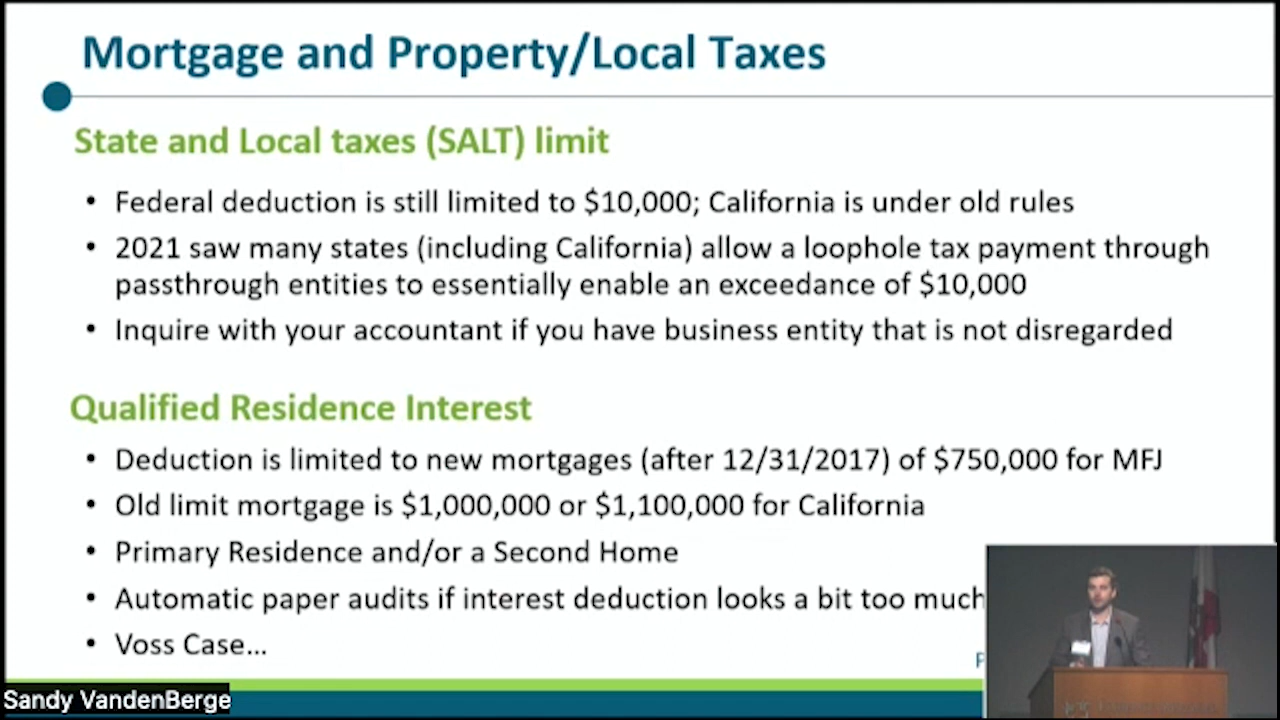 Mortgage and Property/Local Taxes
State and Local taxes (SALT) limit
• Federal deduction is still limited to $10,000; California is under old rules
• 2021 saw many states (including California) allow a loophole tax payment through
passthrough entities to essentially enable an exceedance of $10,000
• Inquire with your accountant if you have business entity that is not disregarded
Qualified Residence Interest
• Deduction is limited to new mortgages (after 12/31/2017) of $750,000 for MFJ
• Old limit mortgage is $1,000,000 or $1,100,000 for California
• Primary Residence and/or a Second Home
• Automatic paper audits if interest deduction looks a bit too much
• Voss Case...
Sandy VandenBerge